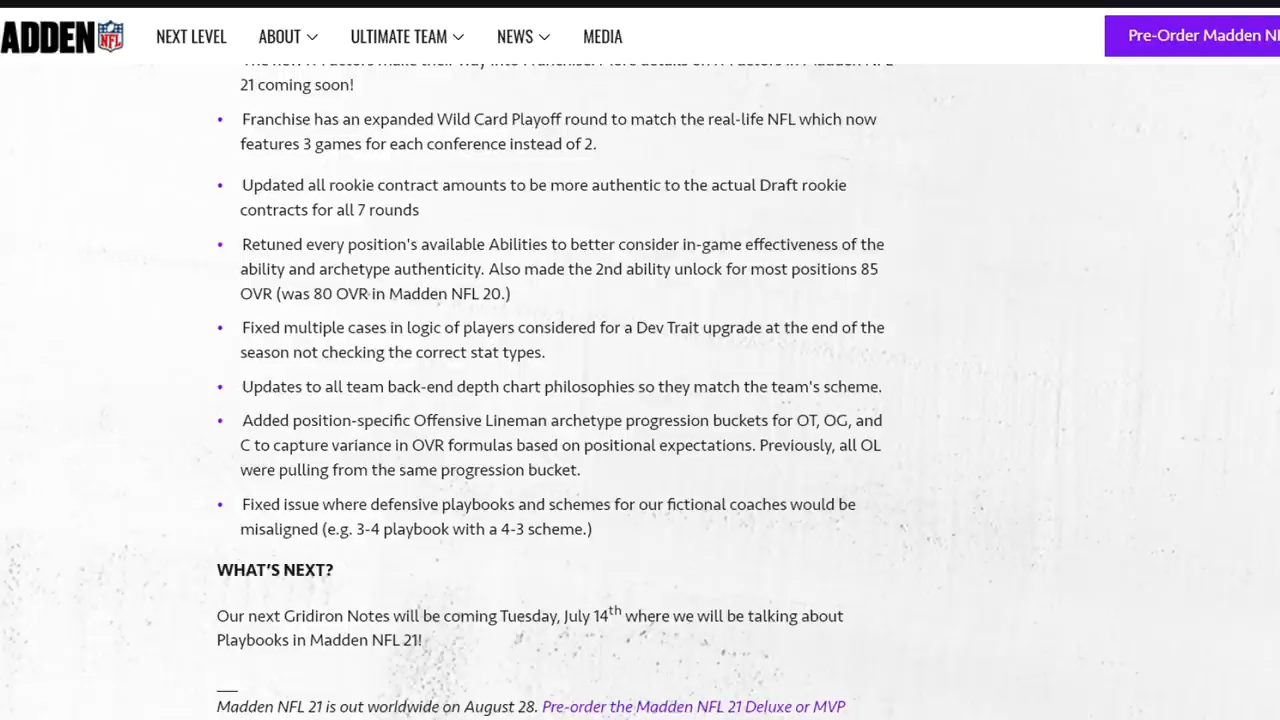 ADDEN NFL NEXT LEVEL ABOUT ULTIMATE TEAM NEWS MEDIA Pre-Order Madden N
21 coming soon!
• Franchise has an expanded Wild Card Playoff round to match the real-life NFL which now
features 3 games for each conference instead of 2.
• Updated all rookie contract amounts to be more authentic to the actual Draft rookie
contracts for all 7 rounds
• Retuned every position's available Abilities to better consider in-game effectiveness of the
ability and archetype authenticity. Also made the 2nd ability unlock for most positions 85
OVR (was 80 OVR in Madden NFL 20.)
• Fixed multiple cases in logic of players considered for a Dev Trait upgrade at the end of the
season not checking the correct stat types.
• Updates to all team back-end depth chart philosophies so they match the team's scheme.
• Added position-specific Offensive Lineman archetype progression buckets for OT, OG, and
C to capture variance in OVR formulas based on positional expectations. Previously, all OL
were pulling from the same progression bucket.
• Fixed issue where defensive playbooks and schemes for our fictional coaches would be
misaligned (e.g. 3-4 playbook with a 4-3 scheme.)
WHAT'S NEXT?
Our next Gridiron Notes will be coming Tuesday, July 14th where we will be talking about
Playbooks in Madden NFL 21!
Madden NFL 21 is out worldwide on August 28. Pre-order the Madden NFL 21 Deluxe or MVP